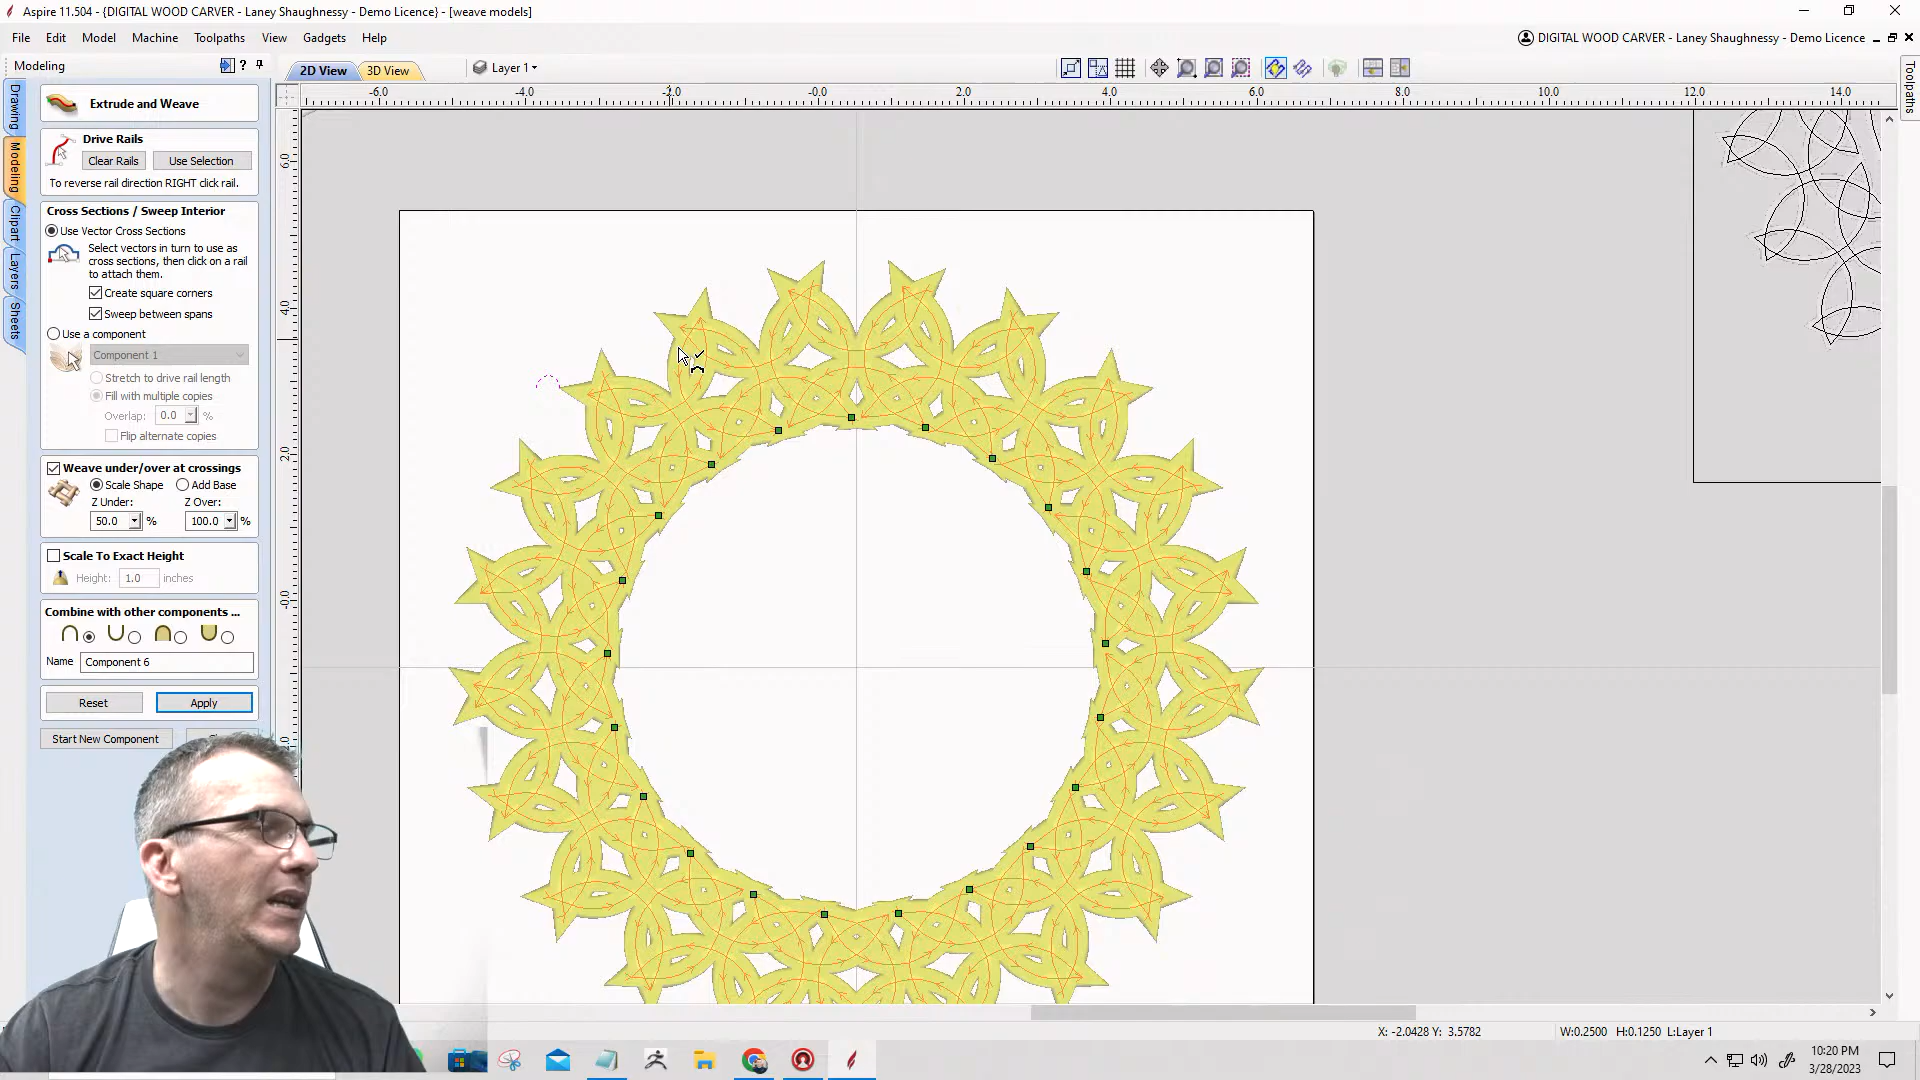 Aspire 11.504 - {DIGITAL WOOD CARVER - Laney Shaughnessy - Demo Licence} - [weave models]
File Edit Model Machine Toolpaths View Gadgets Help
DIGITAL WOOD CARVER - Laney Shaughnessy - Demo Licence
Modeling
2D View 3D View Layer 1
-6.0 -4.0 -2.0 -0.0 2.0 4.0 6.0 8.0 10.0 12.0 14.0
Toolpaths
Drawing
Modeling
Clipart
Layers
Sheets
Extrude and Weave
Drive Rails
Clear Rails Use Selection
To reverse rail direction RIGHT click rail.
Cross Sections / Sweep Interior
Use Vector Cross Sections
Select vectors in turn to use as
cross sections, then click on a rail
to attach them.
Create square corners
Sweep between spans
Use a component
Component 1
Stretch to drive rail length
Fill with multiple copies
Overlap: 0.0 %
Flip alternate copies
Weave under/over at crossings
Scale Shape Add Base
Z Under: Z Over:
50.0 % 100.0 %
Scale To Exact Height
Height: 1.0 inches
Combine with other components ...
Name Component 6
Reset Apply
Start New Component
6.0
4.0
2.0
-0.0
X: -2.0428 Y: 3.5782
W:0.2500 H:0.1250 L:Layer 1
10:20 PM
3/28/2023